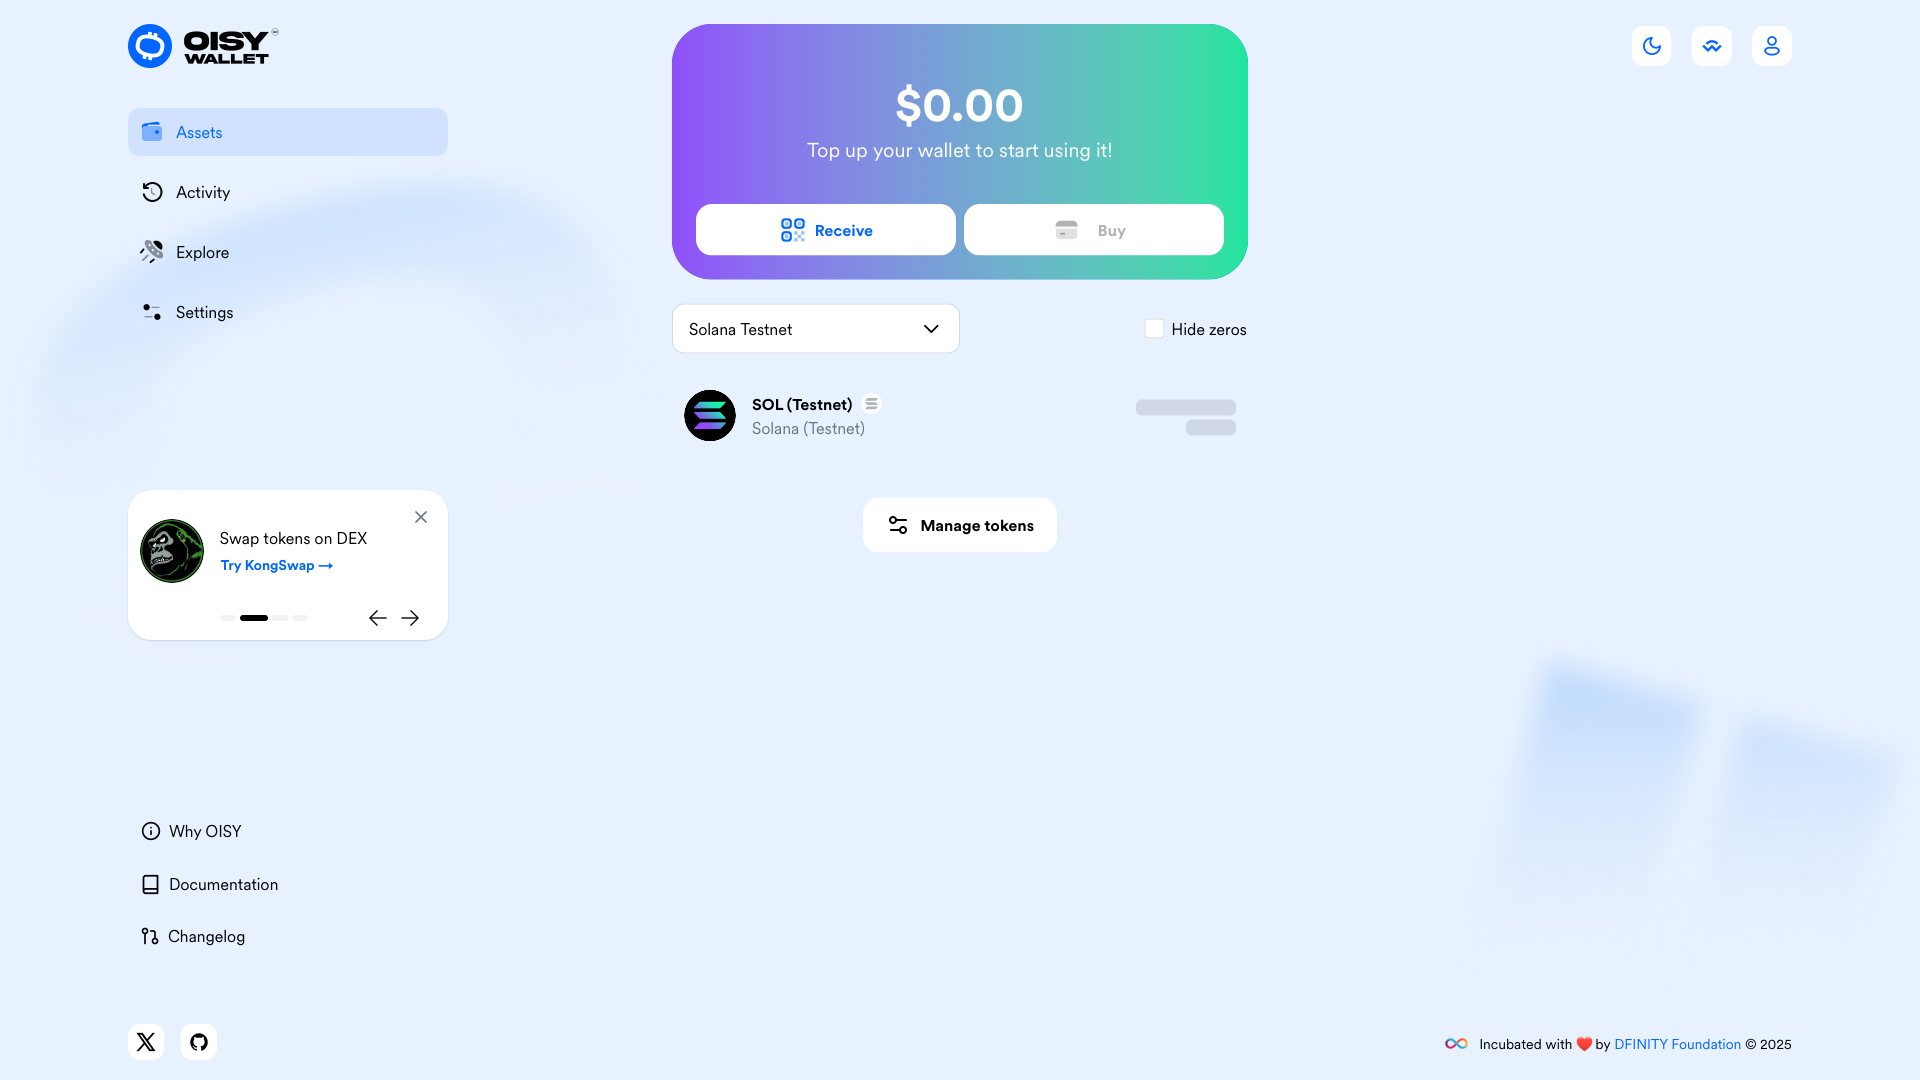 OISY
WALLET
Assets
Activity
Explore
Settings
Swap tokens on DEX
Try KongSwap →
Why OISY
Documentation
Changelog
$0.00
Top up your wallet to start using it!
Receive
Buy
Solana Testnet
Hide zeros
SOL (Testnet)
Solana (Testnet)
Manage tokens
Incubated with ❤️ by DFINITY Foundation © 2025